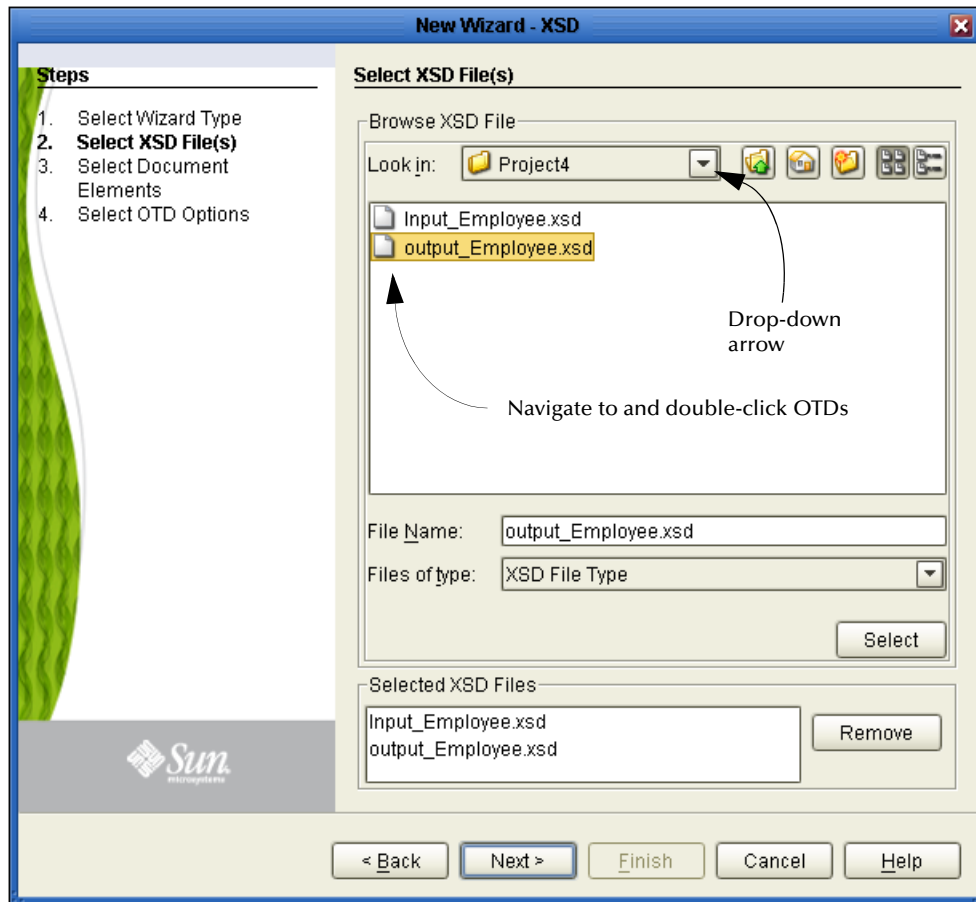 New Wizard - XSD
Steps
1. Select Wizard Type
2. Select XSD File(s)
3. Select Document
Elements
4. Select OTD Options
Sun
microsystems
Select XSD File(s)
Browse XSD File
Look in: Project4
Input_Employee.xsd
output_Employee.xsd
Drop-down
arrow
Navigate to and double-click OTDs
File Name: output_Employee.xsd
Files of type: XSD File Type
Select
Selected XSD Files
Input_Employee.xsd
output_Employee.xsd
Remove
< Back Next > Finish Cancel Help